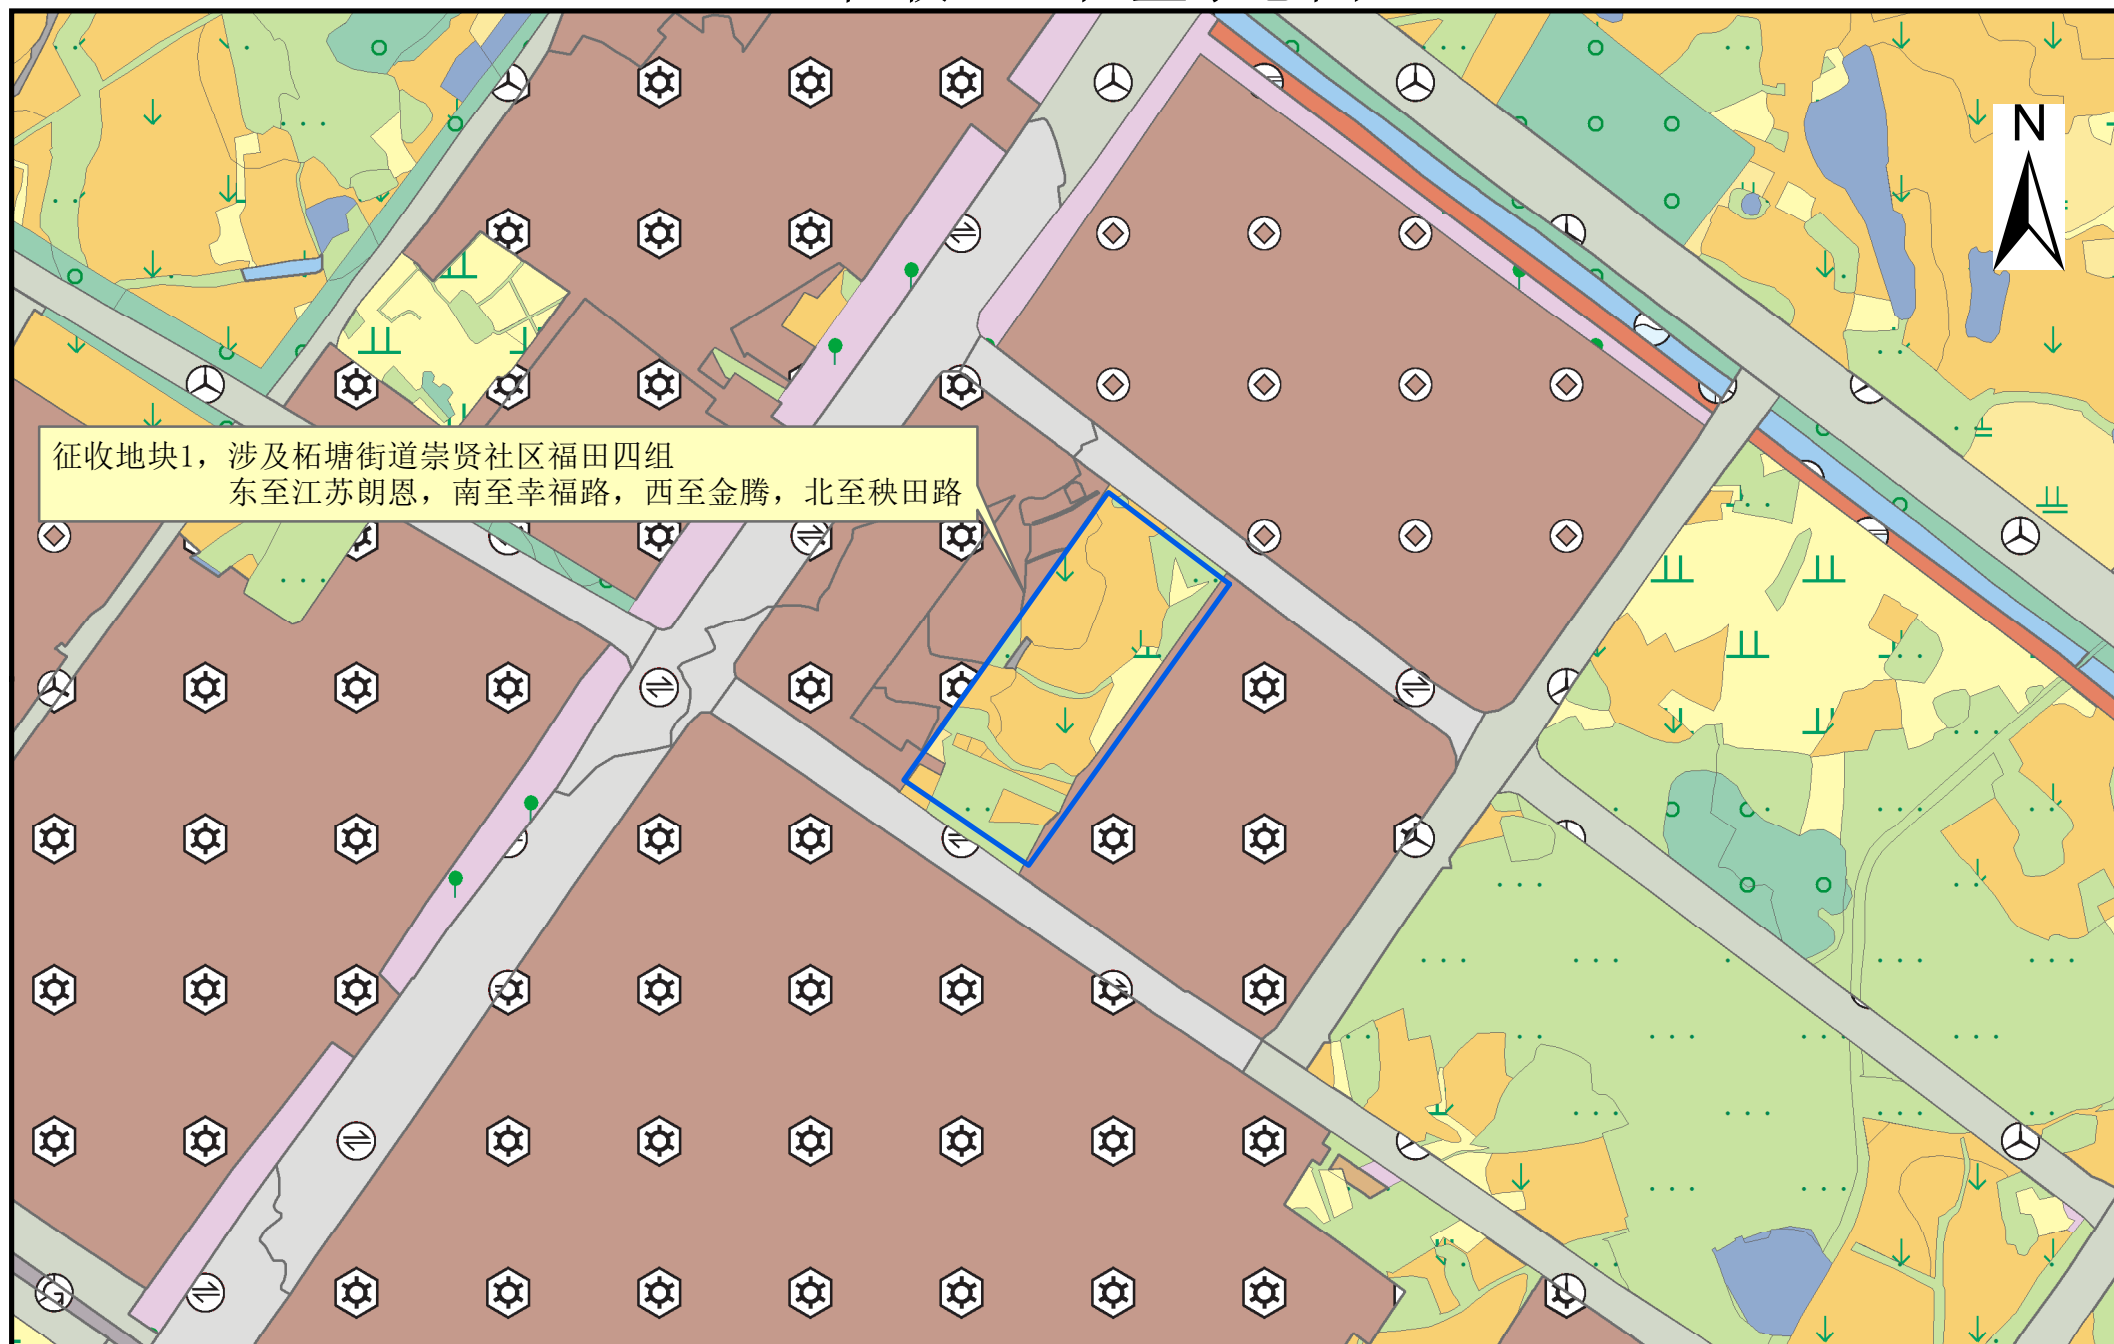 N
征收地块1，涉及柘塘街道崇贤社区福田四组
东至江苏朗恩，南至幸福路，西至金腾，北至秧田路